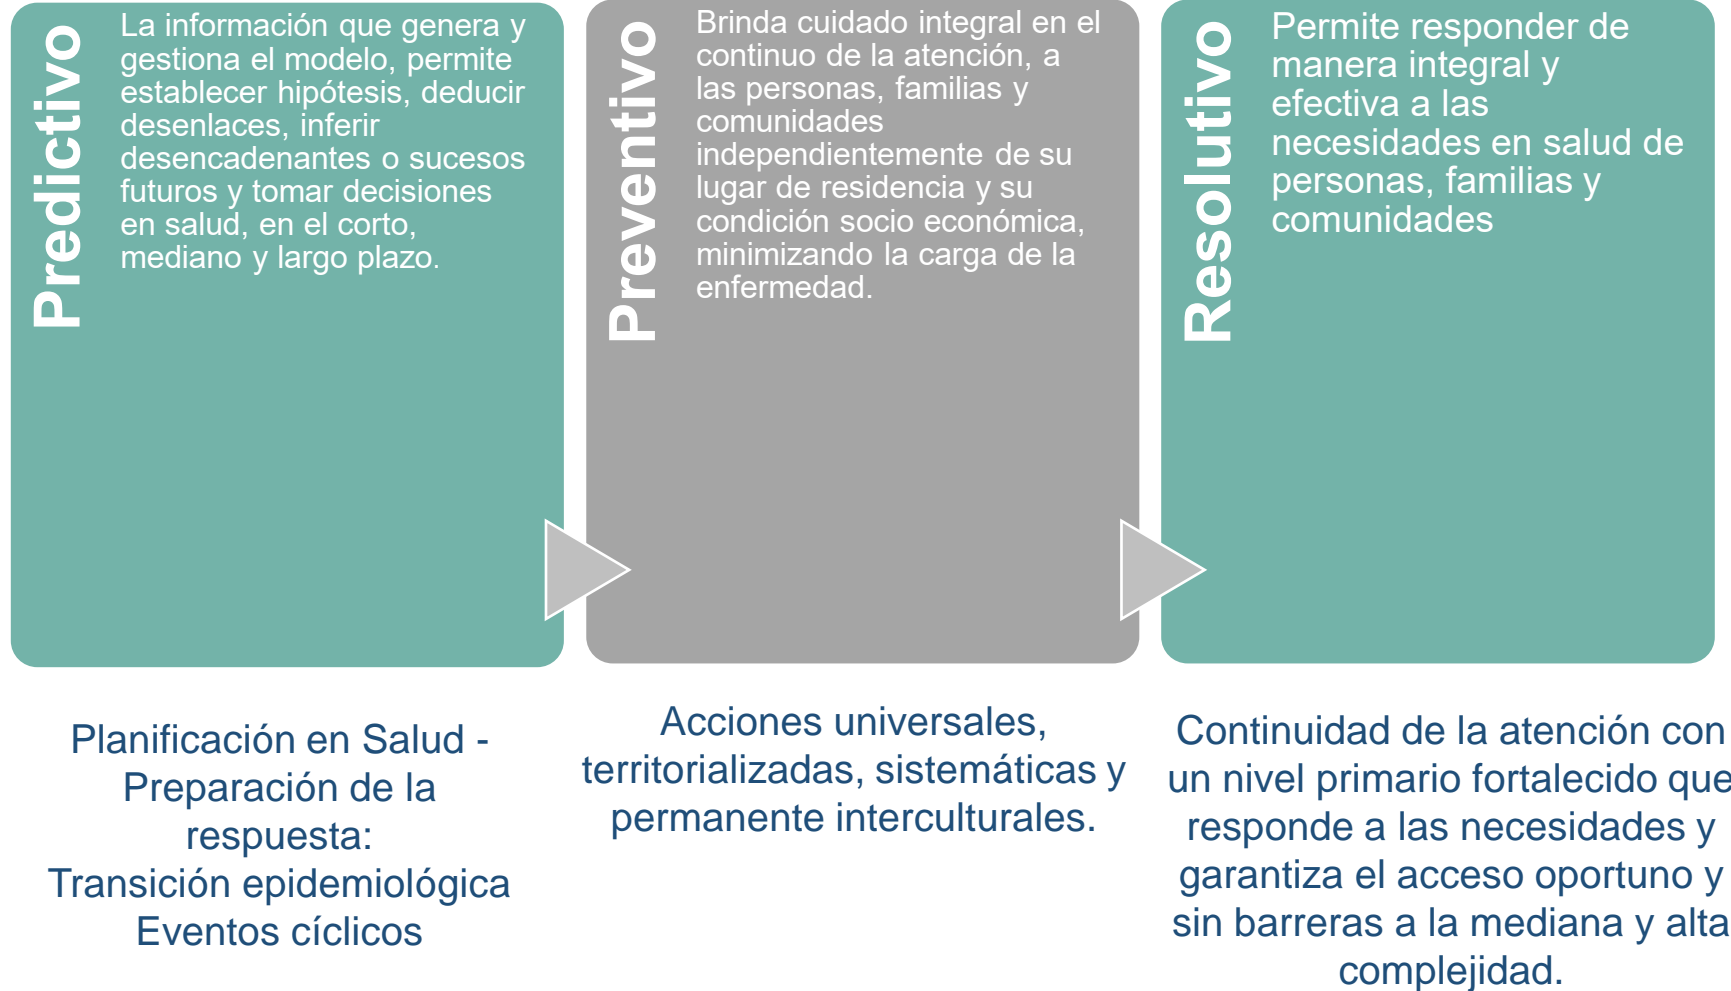 Predictivo
La información que genera y
gestiona el modelo, permite
establecer hipótesis, deducir
desenlaces, inferir
desencadenantes o sucesos
futuros y tomar decisiones
en salud, en el corto,
mediano y largo plazo.
Preventivo
Brinda cuidado integral en el
continuo de la atención, a
las personas, familias y
comunidades
independientemente de su
lugar de residencia y su
condición socio económica,
minimizando la carga de la
enfermedad.
Resolutivo
Permite responder de
manera integral y
efectiva a las
necesidades en salud de
personas, familias y
comunidades
Planificación en Salud -
Preparación de la
respuesta:
Transición epidemiológica
Eventos cíclicos
Acciones universales,
territorializadas, sistemáticas y
permanente interculturales.
Continuidad de la atención con
un nivel primario fortalecido que
responde a las necesidades y
garantiza el acceso oportuno y
sin barreras a la mediana y alta
complejidad.